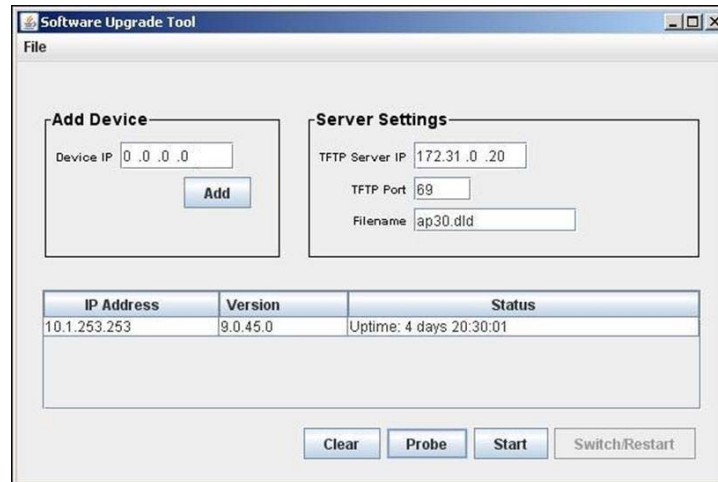 Software Upgrade Tool
File
Add Device
Device IP 0 .0 .0 .0
Add
Server Settings
TFTP Server IP 172.31 .0 .20
TFTP Port 69
Filename ap30.dld
IP Address Version Status
10.1.253.253 9.0.45.0 Uptime: 4 days 20:30:01
Clear Probe Start Switch/Restart